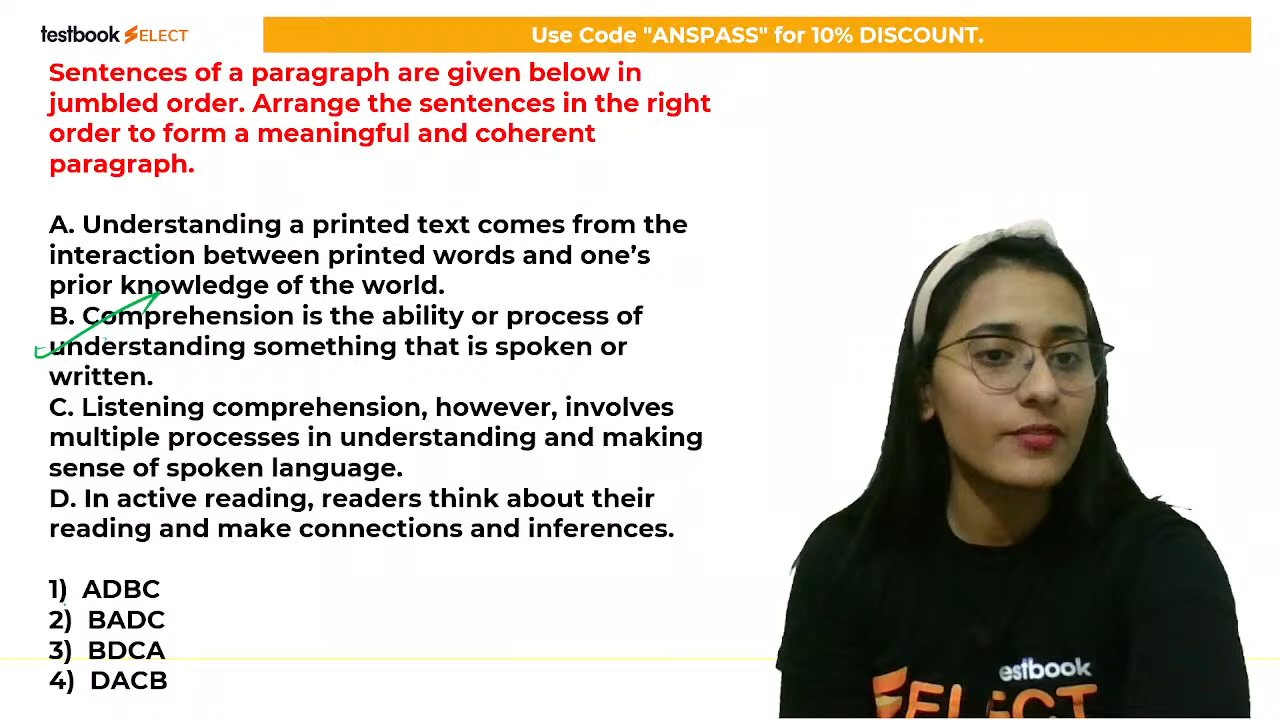 testbook SELECT
Use Code "ANSPASS" for 10% DISCOUNT.
Sentences of a paragraph are given below in
jumbled order. Arrange the sentences in the right
order to form a meaningful and coherent
paragraph.
A. Understanding a printed text comes from the
interaction between printed words and one’s
prior knowledge of the world.
B. Comprehension is the ability or process of
understanding something that is spoken or
written.
C. Listening comprehension, however, involves
multiple processes in understanding and making
sense of spoken language.
D. In active reading, readers think about their
reading and make connections and inferences.
1) ADBC
2) BADC
3) BDCA
4) DACB
estbook
SELECT